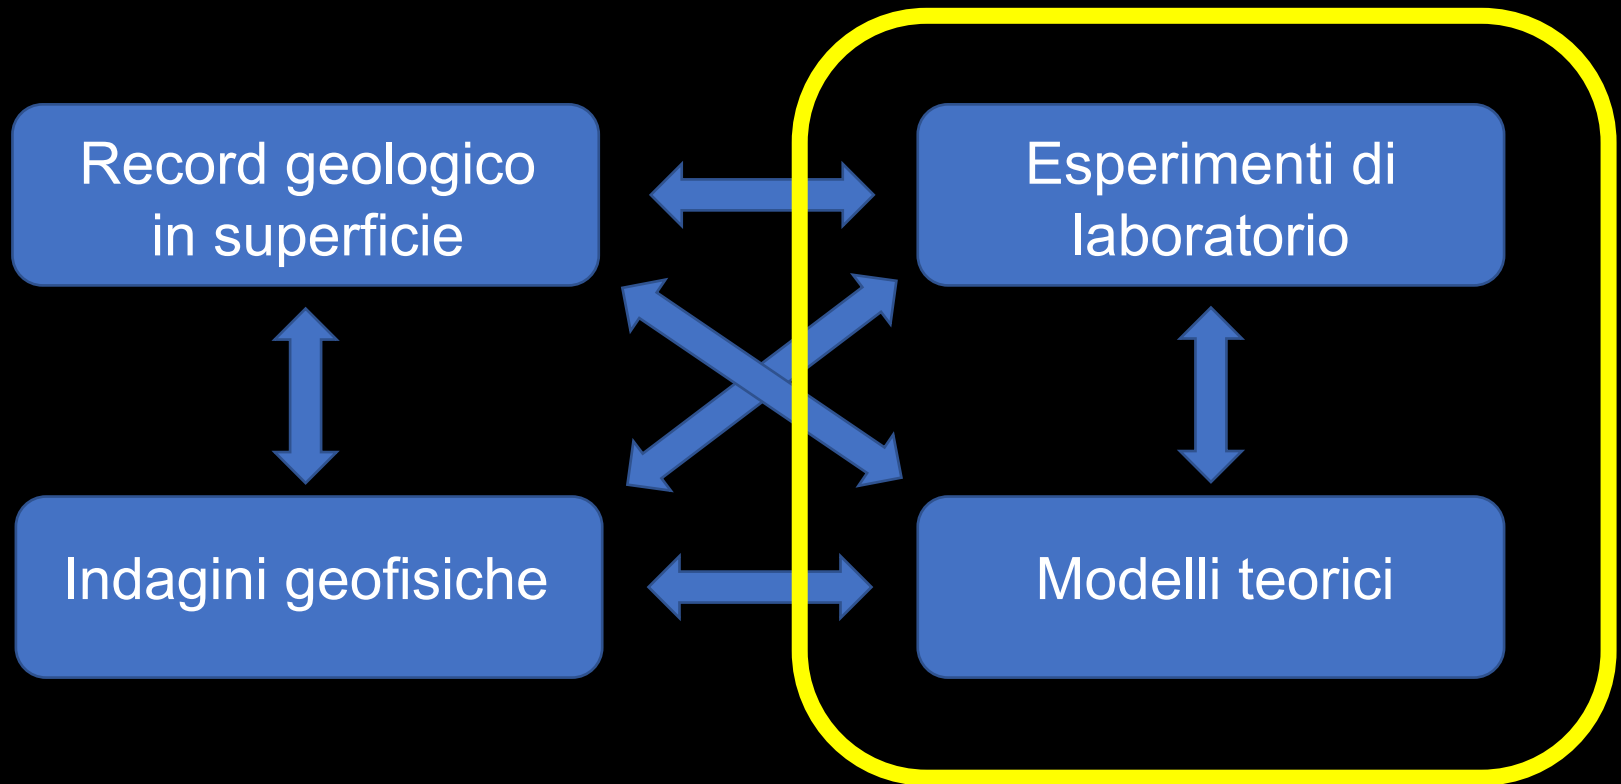 Record geologico
in superficie
Esperimenti di
laboratorio
Indagini geofisiche
Modelli teorici